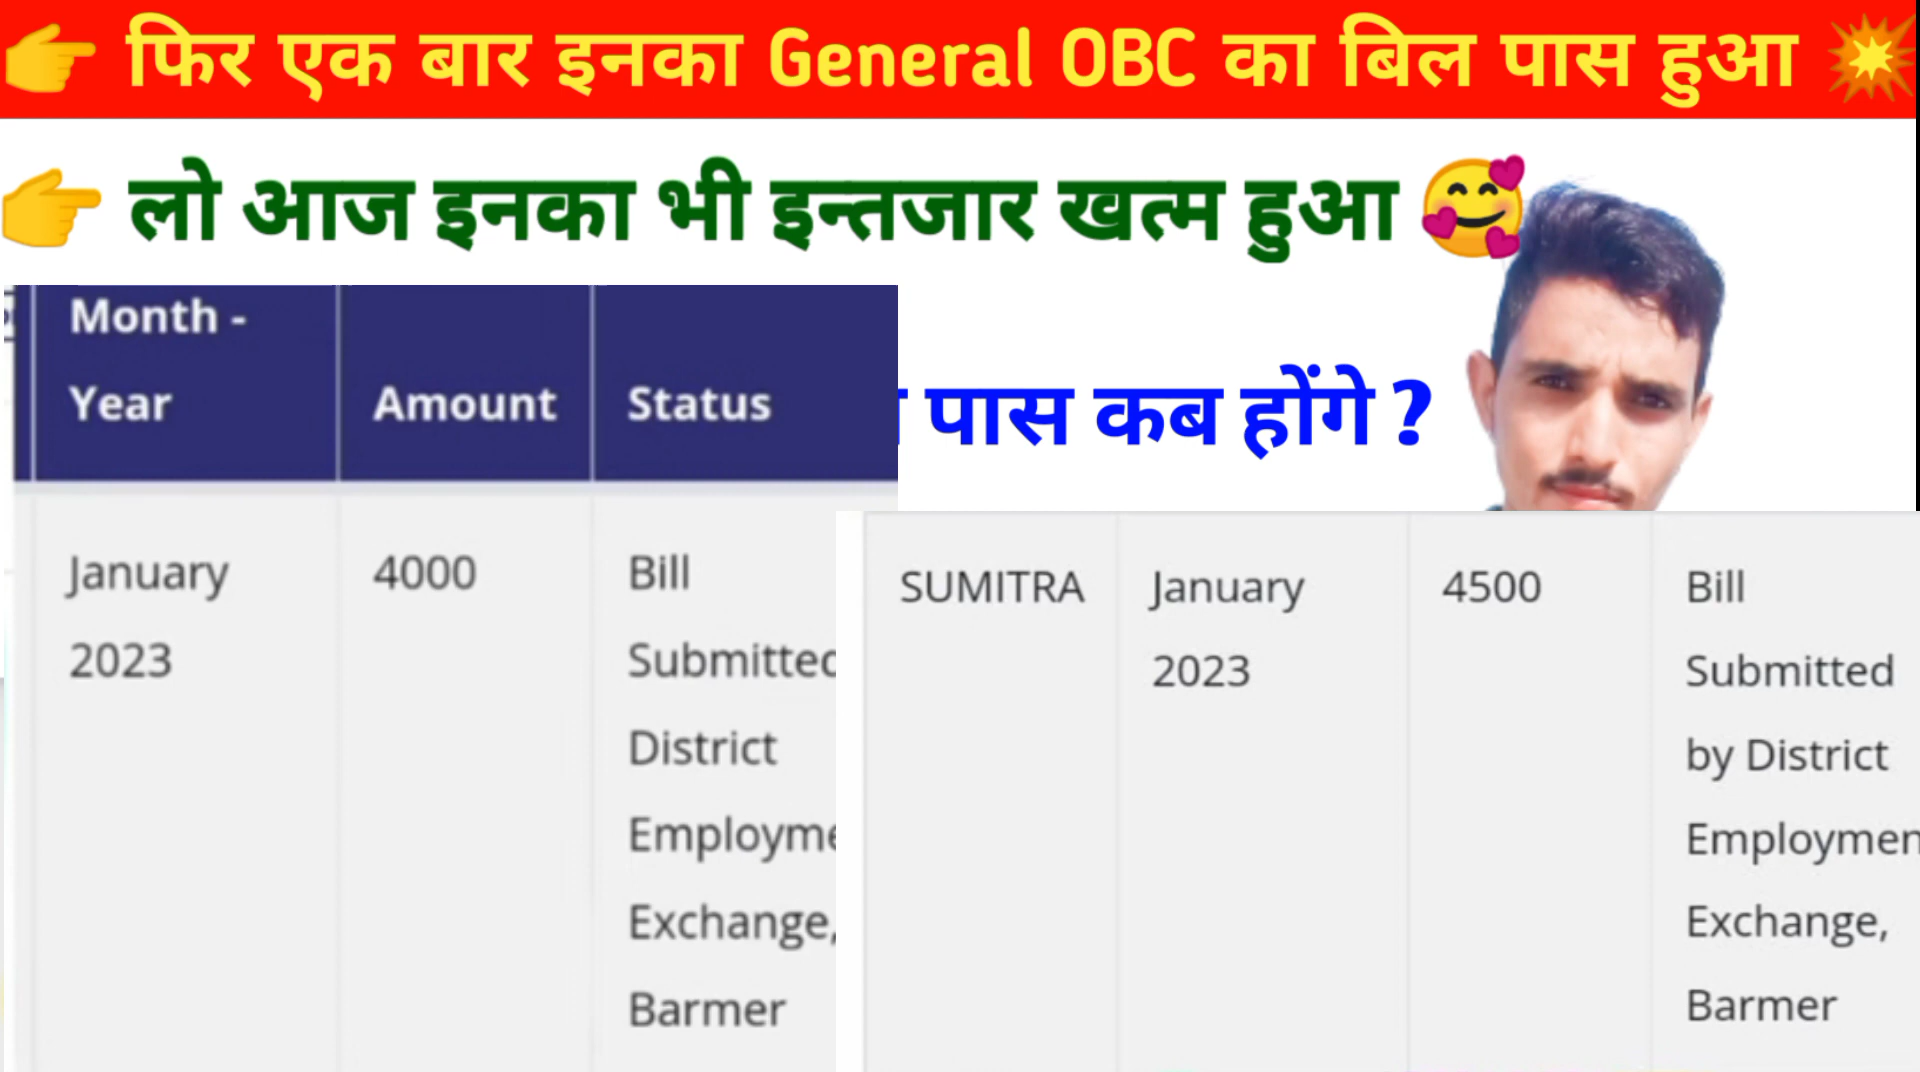 फिर एक बार इनका General OBC का बिल पास हुआ
लो आज इनका भी इन्तजार खत्म हुआ
पास कब होंगे ?
Month -
Year
Amount
Status
January
2023
4000
Bill
Submitted
District
Employme
Exchange,
Barmer
SUMITRA
January
2023
4500
Bill
Submitted
by District
Employmen
Exchange,
Barmer